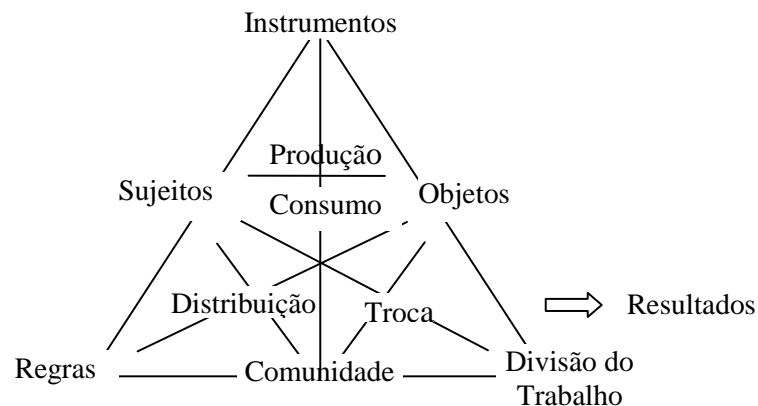 Instrumentos
Produção
Sujeitos
Consumo
Objetos
Distribuição
Troca
Resultados
Regras
Comunidade
Divisão do
Trabalho